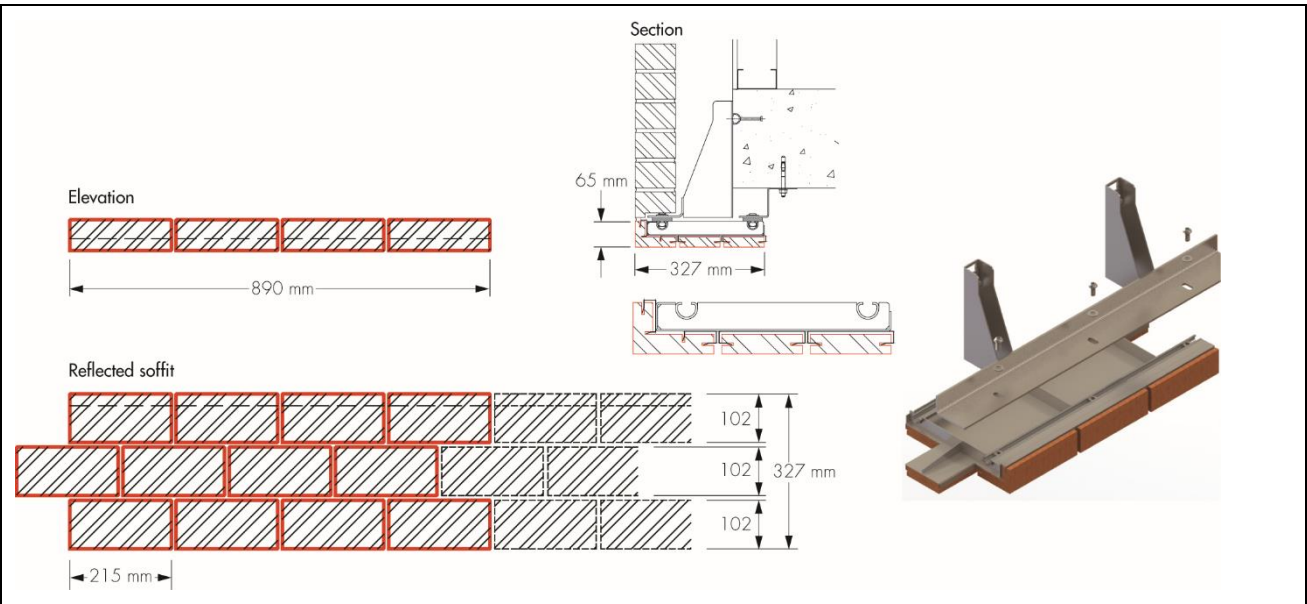 Section
65 mm
327 mm
Elevation
890 mm
Reflected soffit
102
102
327 mm
102
215 mm